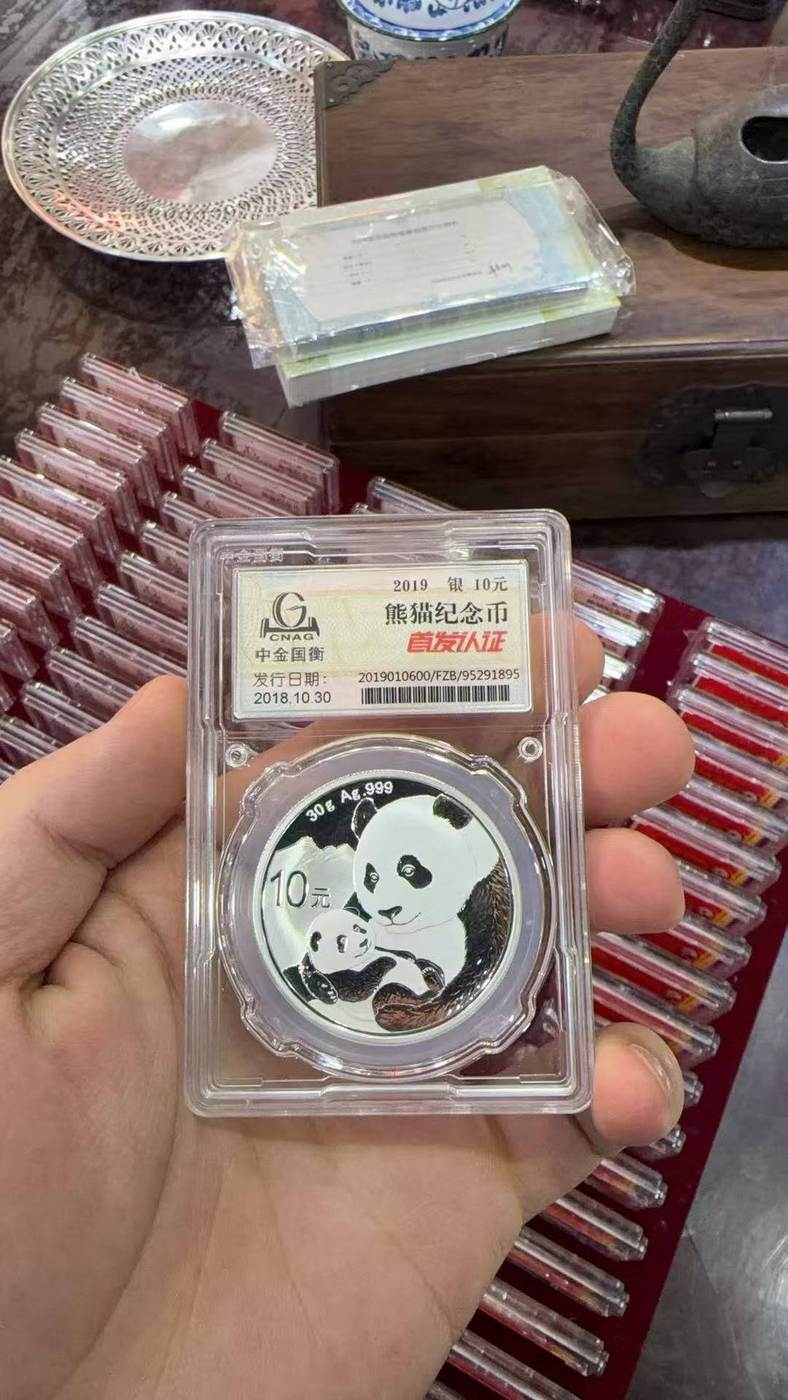 中金国衡
2019 银 10元
熊猫纪念币
首发认证
CNAG
中金国衡
发行日期:
2018.10.30
2019010600/FZB/95291895
30g Ag.999
10元